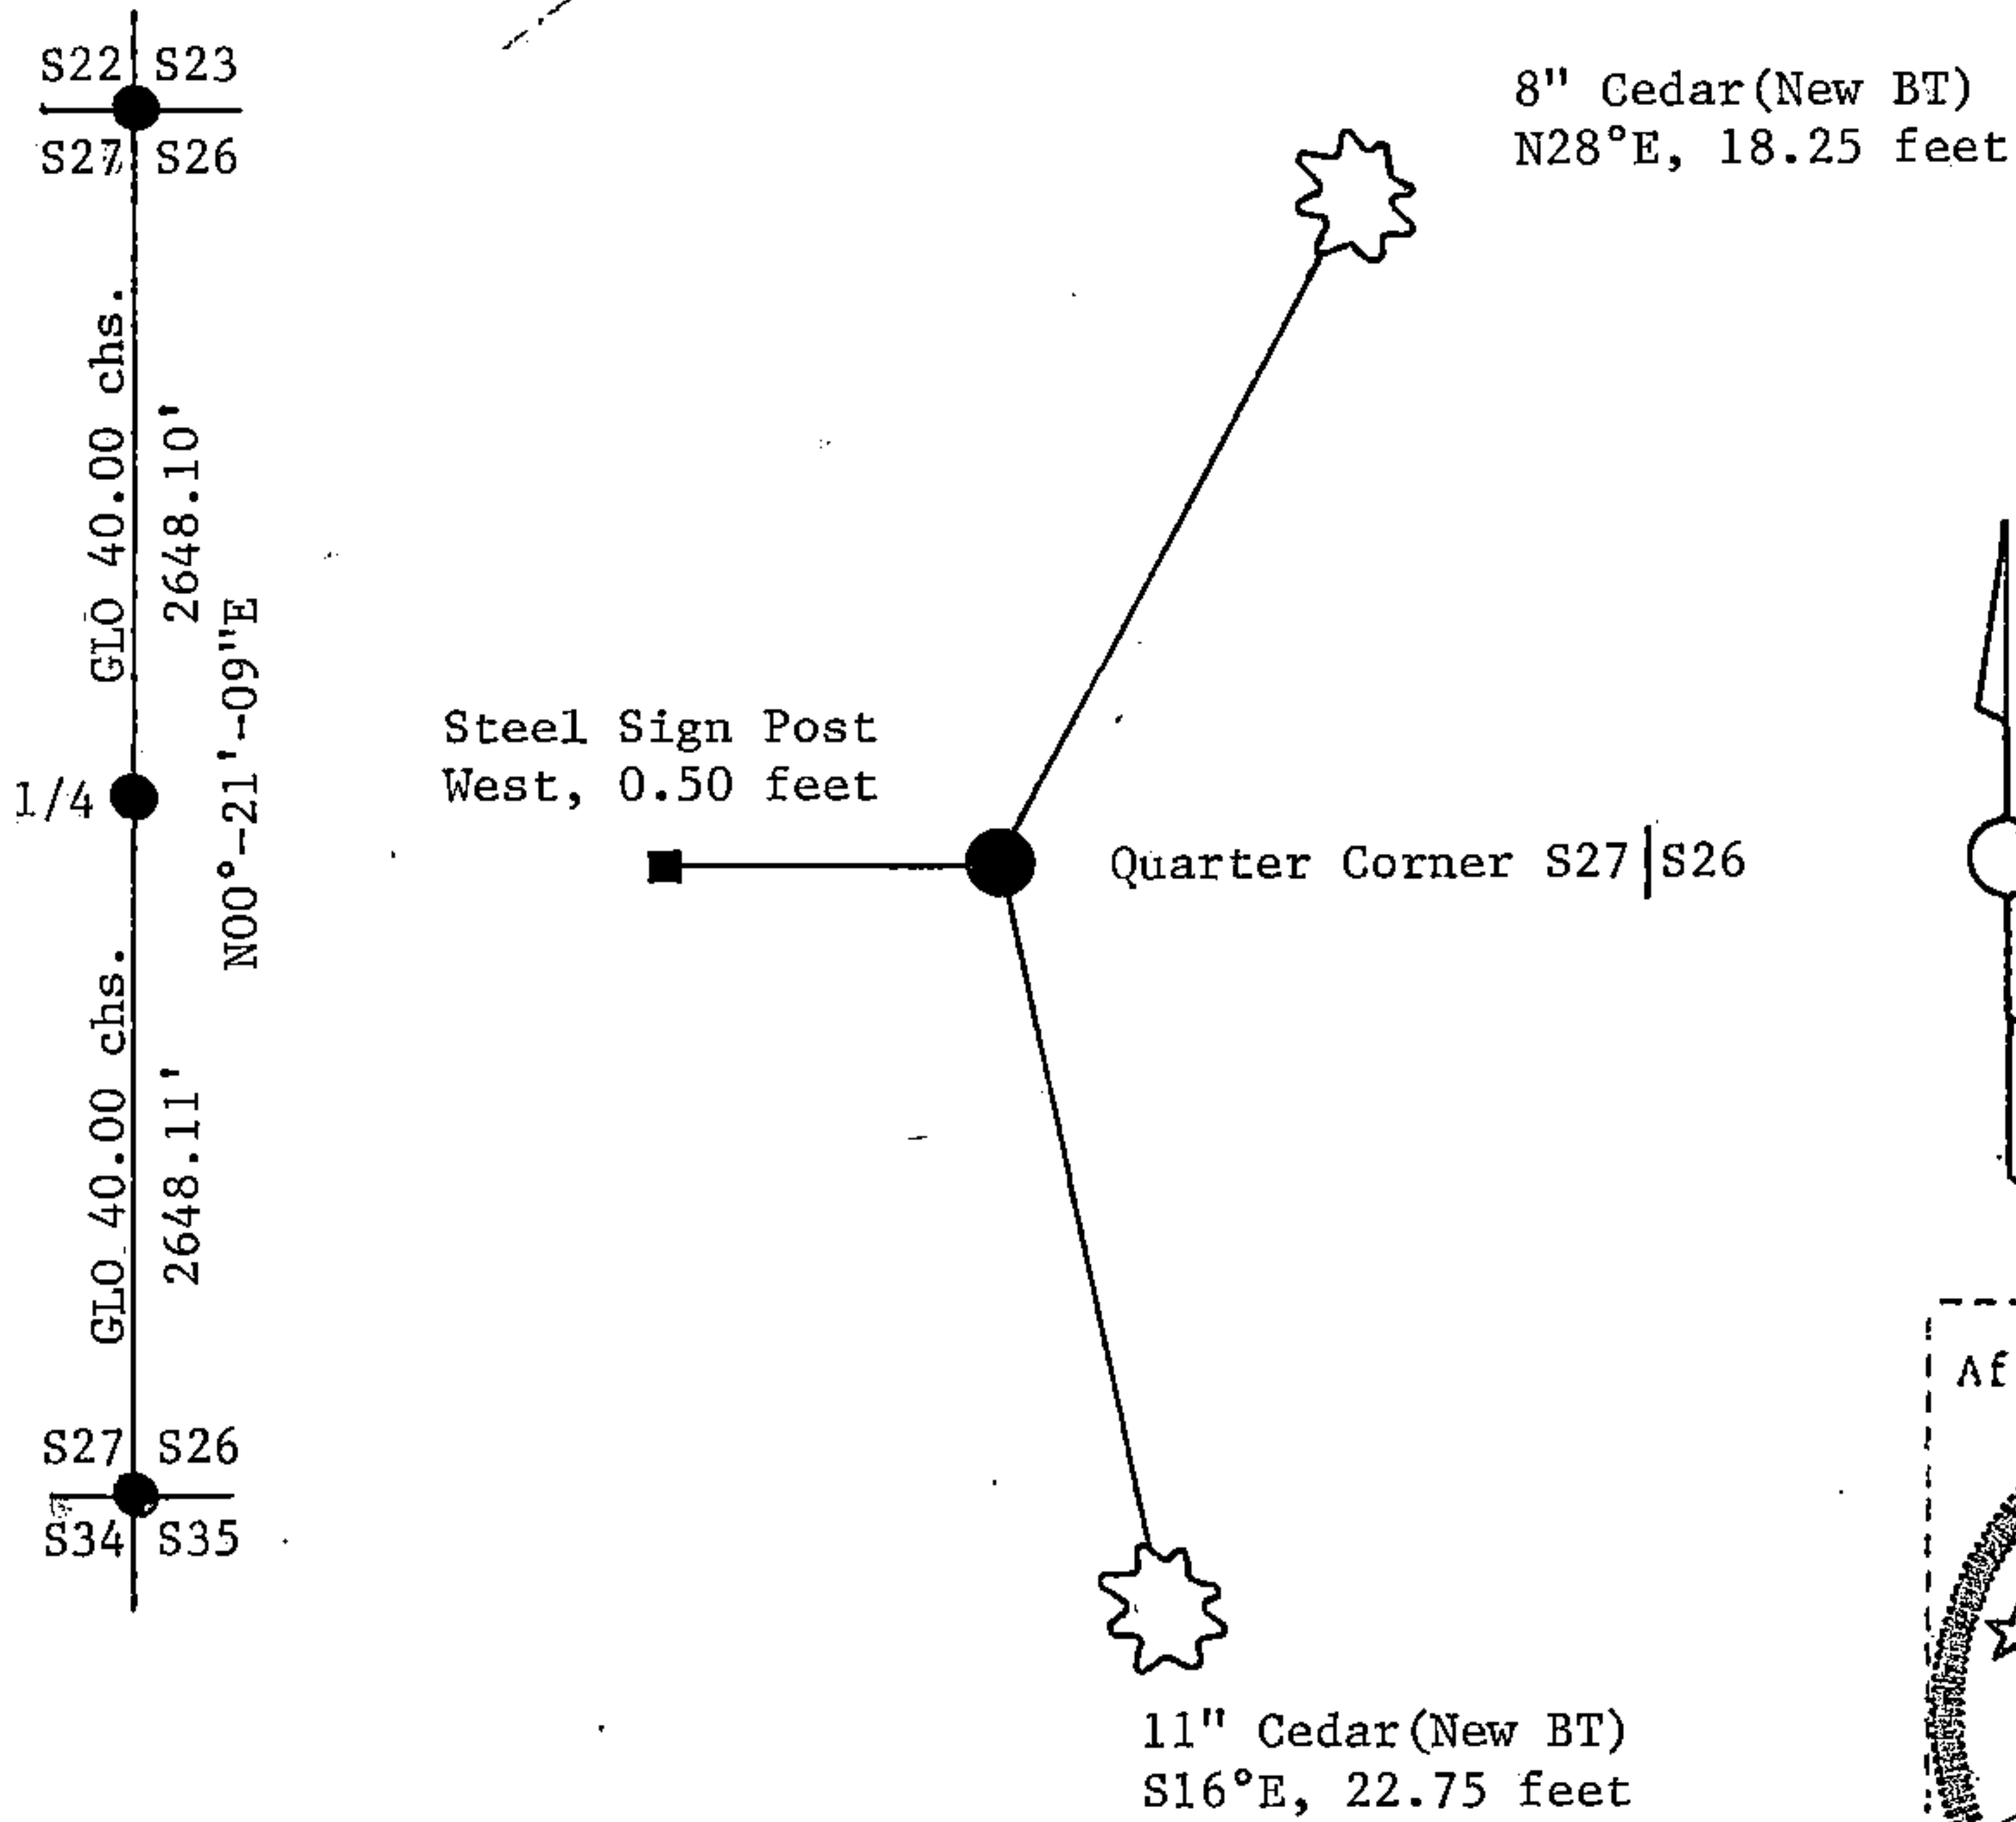 S22 S23
S27 S26
GLO 40.00 chs.
2648.10'
1/4
N00°-21'-09"E
GLO 40.00 chs.
2648.11'
S27 S26
S34 S35
8" Cedar(New BT)
N28°E, 18.25 feet
Steel Sign Post
West, 0.50 feet
Quarter Corner S27|S26
11" Cedar(New BT)
S16°E, 22.75 feet
Af